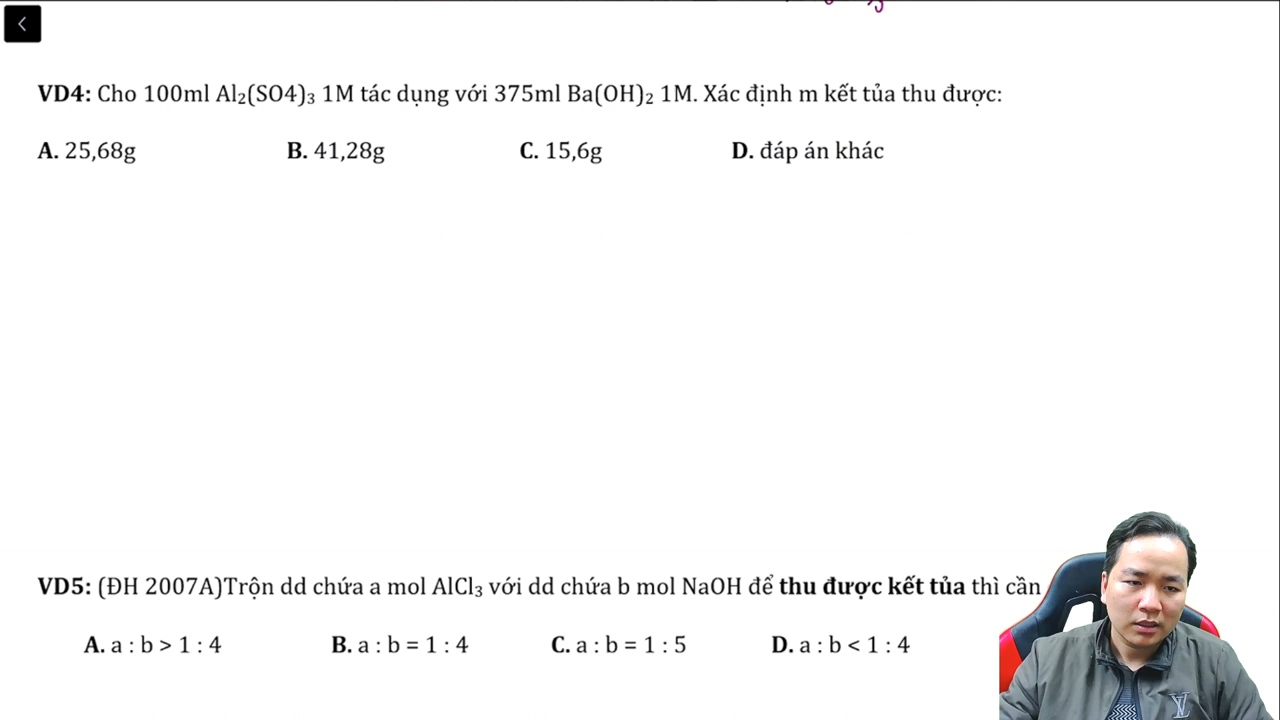 VD4: Cho 100ml Al₂(SO4)₃ 1M tác dụng với 375ml Ba(OH)₂ 1M. Xác định m kết tủa thu được:
A. 25,68g B. 41,28g C. 15,6g D. đáp án khác
VD5: (ĐH 2007A)Trộn dd chứa a mol AlCl₃ với dd chứa b mol NaOH để thu được kết tủa thì cần
A. a : b > 1 : 4 B. a : b = 1 : 4 C. a : b = 1 : 5 D. a : b < 1 : 4